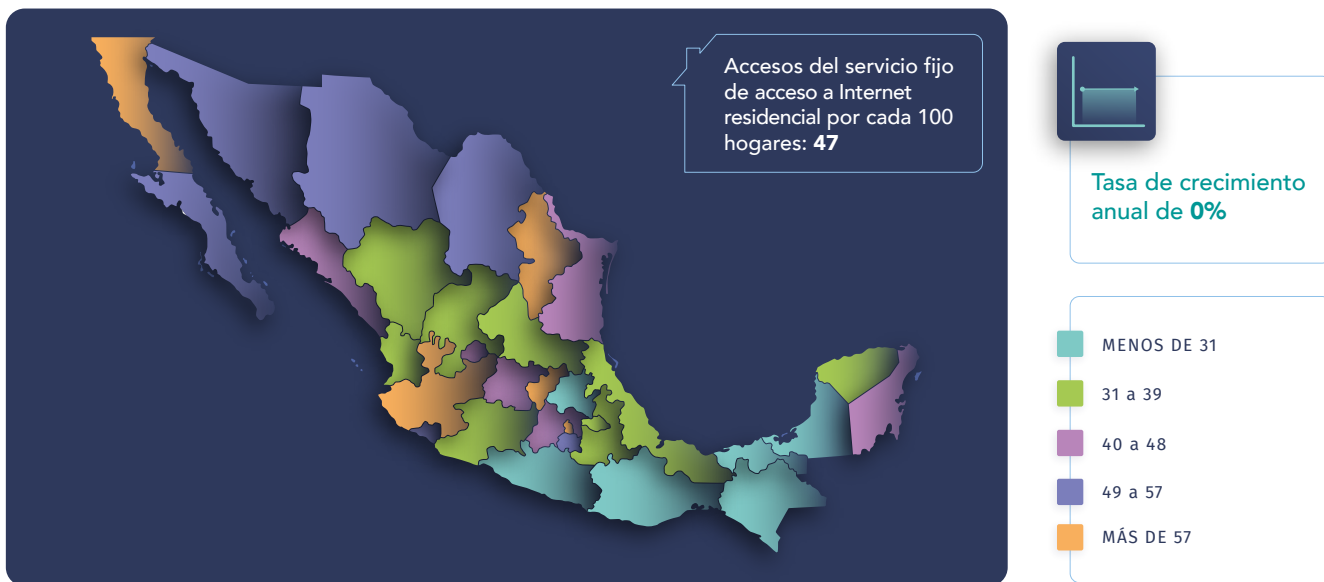 Accesos del servicio fijo
de acceso a Internet
residencial por cada 100
hogares: 47
Tasa de crecimiento
anual de 0%
MENOS DE 31
31 a 39
40 a 48
49 a 57
MÁS DE 57